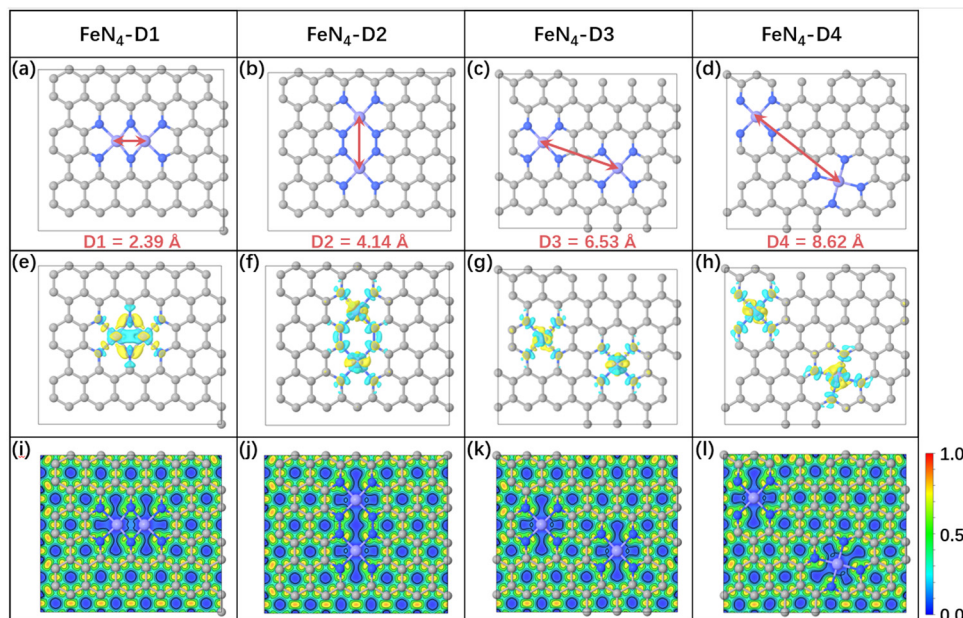 FeN₄-D1 FeN₄-D2 FeN₄-D3 FeN₄-D4
(a) (b) (c) (d)
D1 = 2.39 Å D2 = 4.14 Å D3 = 6.53 Å D4 = 8.62 Å
(e) (f) (g) (h)
(i) (j) (k) (l)
1.0
0.5
0.0